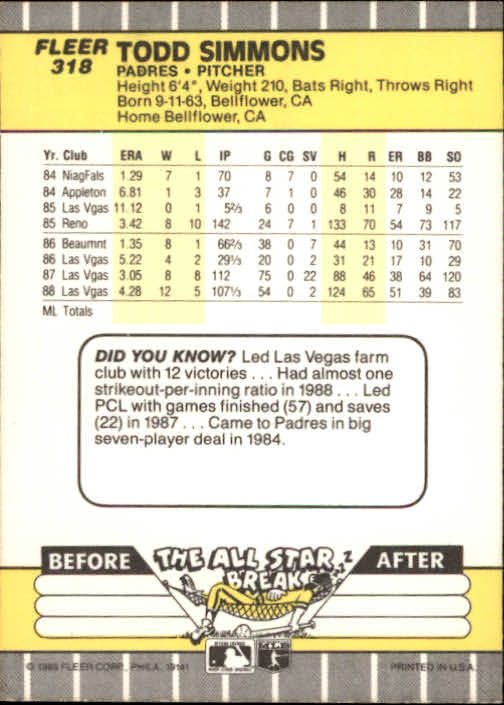 FLEER
318
TODD SIMMONS
PADRES • PITCHER
Height 6'4", Weight 210, Bats Right, Throws Right
Born 9-11-63, Bellflower, CA
Home Bellflower, CA
Yr. Club ERA W L IP G CG SV H R ER BB SO
84 NiagFals 1.29 7 1 70 8 7 0 54 14 10 12 53
84 Appleton 6.81 1 3 37 7 1 0 46 30 28 14 22
85 Las Vgas 11.12 0 1 5⅔ 6 0 0 8 11 7 9 5
85 Reno 3.42 8 10 142 24 7 1 133 70 54 73 117
86 Beaumnt 1.35 8 1 66⅔ 38 0 7 44 13 10 31 70
86 Las Vgas 5.22 4 2 29⅓ 20 0 2 31 21 17 10 29
87 Las Vgas 3.05 8 8 112 75 0 22 88 46 38 64 120
88 Las Vgas 4.28 12 5 107⅓ 54 0 2 124 65 51 39 83
ML Totals
DID YOU KNOW? Led Las Vegas farm
club with 12 victories . . . Had almost one
strikeout-per-inning ratio in 1988 . . . Led
PCL with games finished (57) and saves
(22) in 1987 . . . Came to Padres in big
seven-player deal in 1984.
BEFORE THE ALL STAR BREAK AFTER
© 1989 FLEER CORP., PHILA. 19141
MLB
PRINTED IN U.S.A.